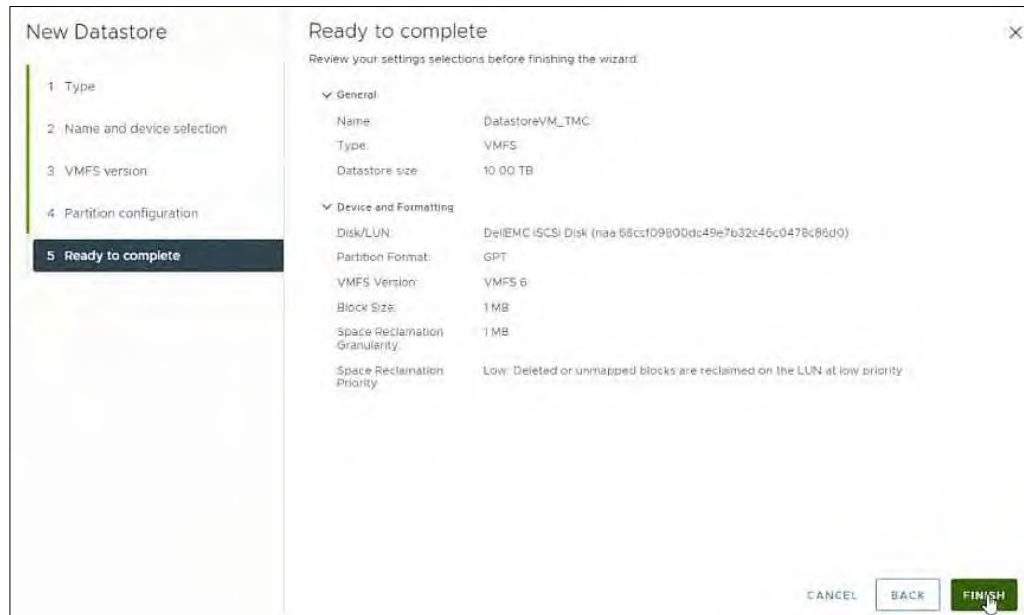 New Datastore
1 Type
2 Name and device selection
3 VMFS version
4 Partition configuration
5 Ready to complete
Ready to complete
Review your settings selections before finishing the wizard.
General
Name: DatastoreVM_TMC
Type: VMFS
Datastore size: 10.00 TB
Device and Formatting
Disk/LUN: DellEMC iSCSI Disk
Partition Format: GPT
VMFS Version: VMFS 6
Block Size: 1 MB
Space Reclamation 1 MB
Granularity:
Space Reclamation Low: Deleted or unmapped blocks are reclaimed on the LUN at low priority
Priority
CANCEL BACK FINISH